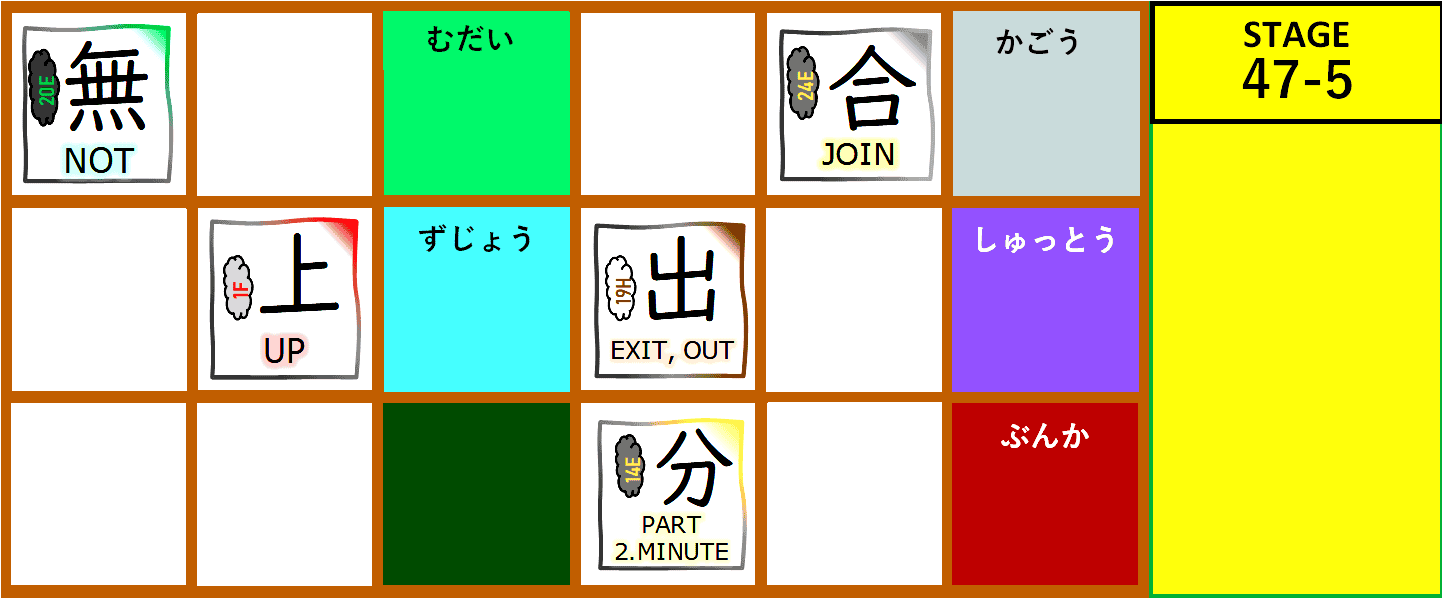 20E
無
NOT
むだい
24E
合
JOIN
かごう
STAGE
47-5
1F
上
UP
ずじょう
19H
出
EXIT, OUT
しゅっとう
14E
分
PART
2.MINUTE
ぶんか